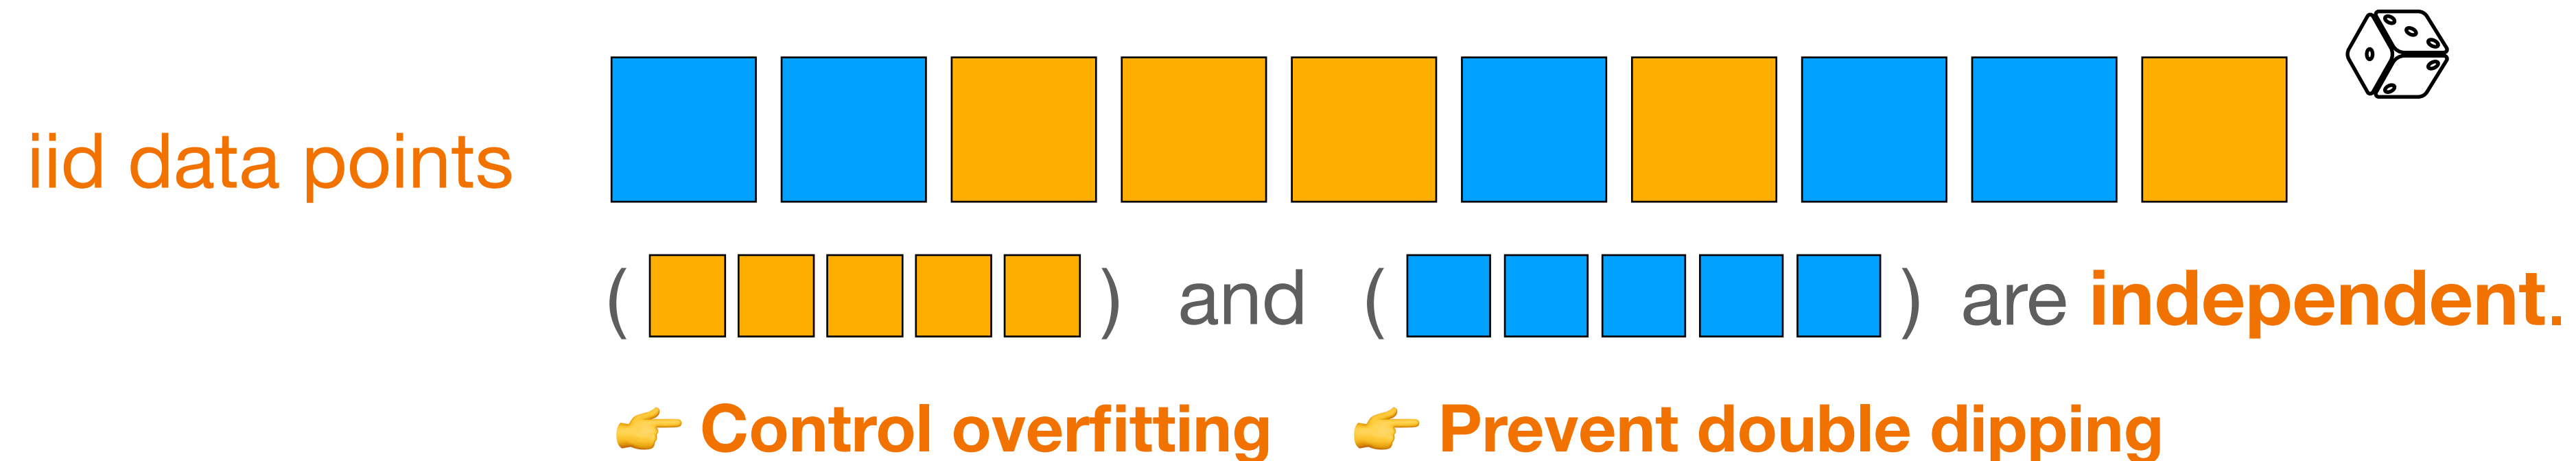 iid data points
( ) and ( ) are independent.
👉 Control overfitting 👉 Prevent double dipping